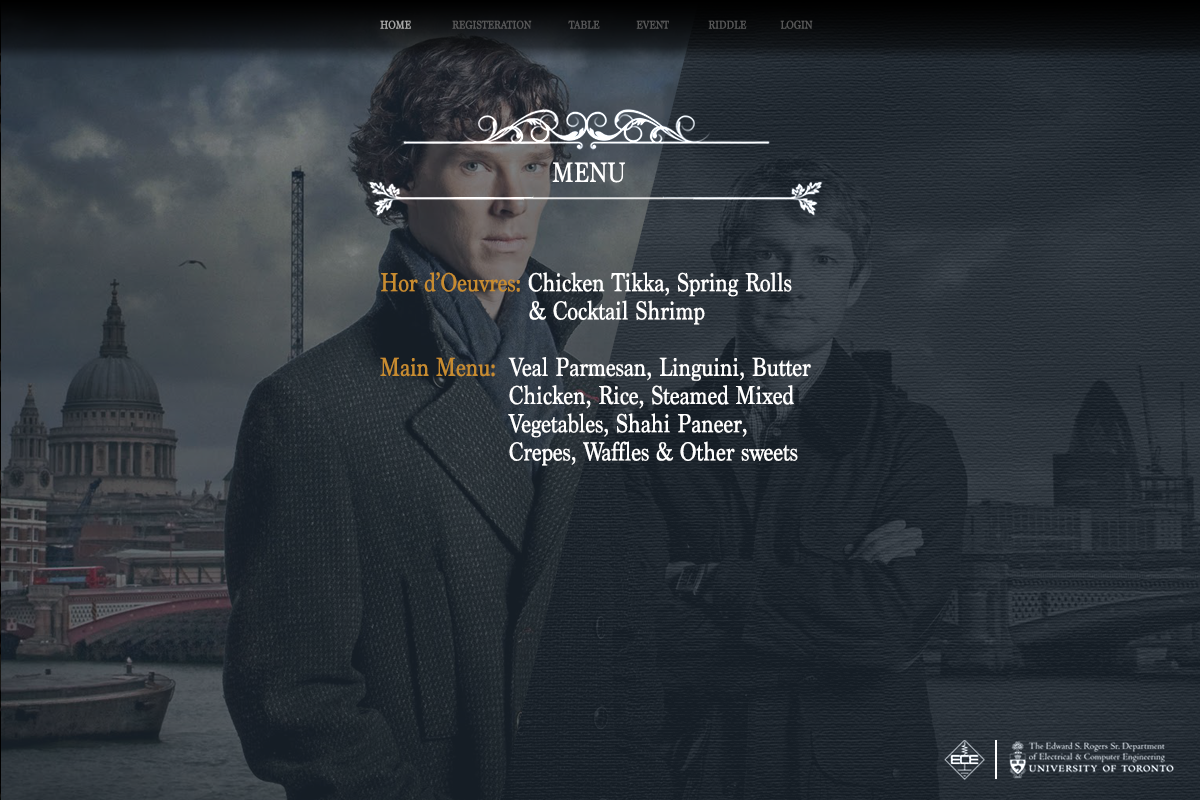 HOME REGISTERATION TABLE EVENT RIDDLE LOGIN
MENU
Hor d’Oeuvres: Chicken Tikka, Spring Rolls
& Cocktail Shrimp
Main Menu: Veal Parmesan, Linguini, Butter
Chicken, Rice, Steamed Mixed
Vegetables, Shahi Paneer,
Crepes, Waffles & Other sweets
ECE
The Edward S. Rogers Sr. Department
of Electrical & Computer Engineering
UNIVERSITY OF TORONTO